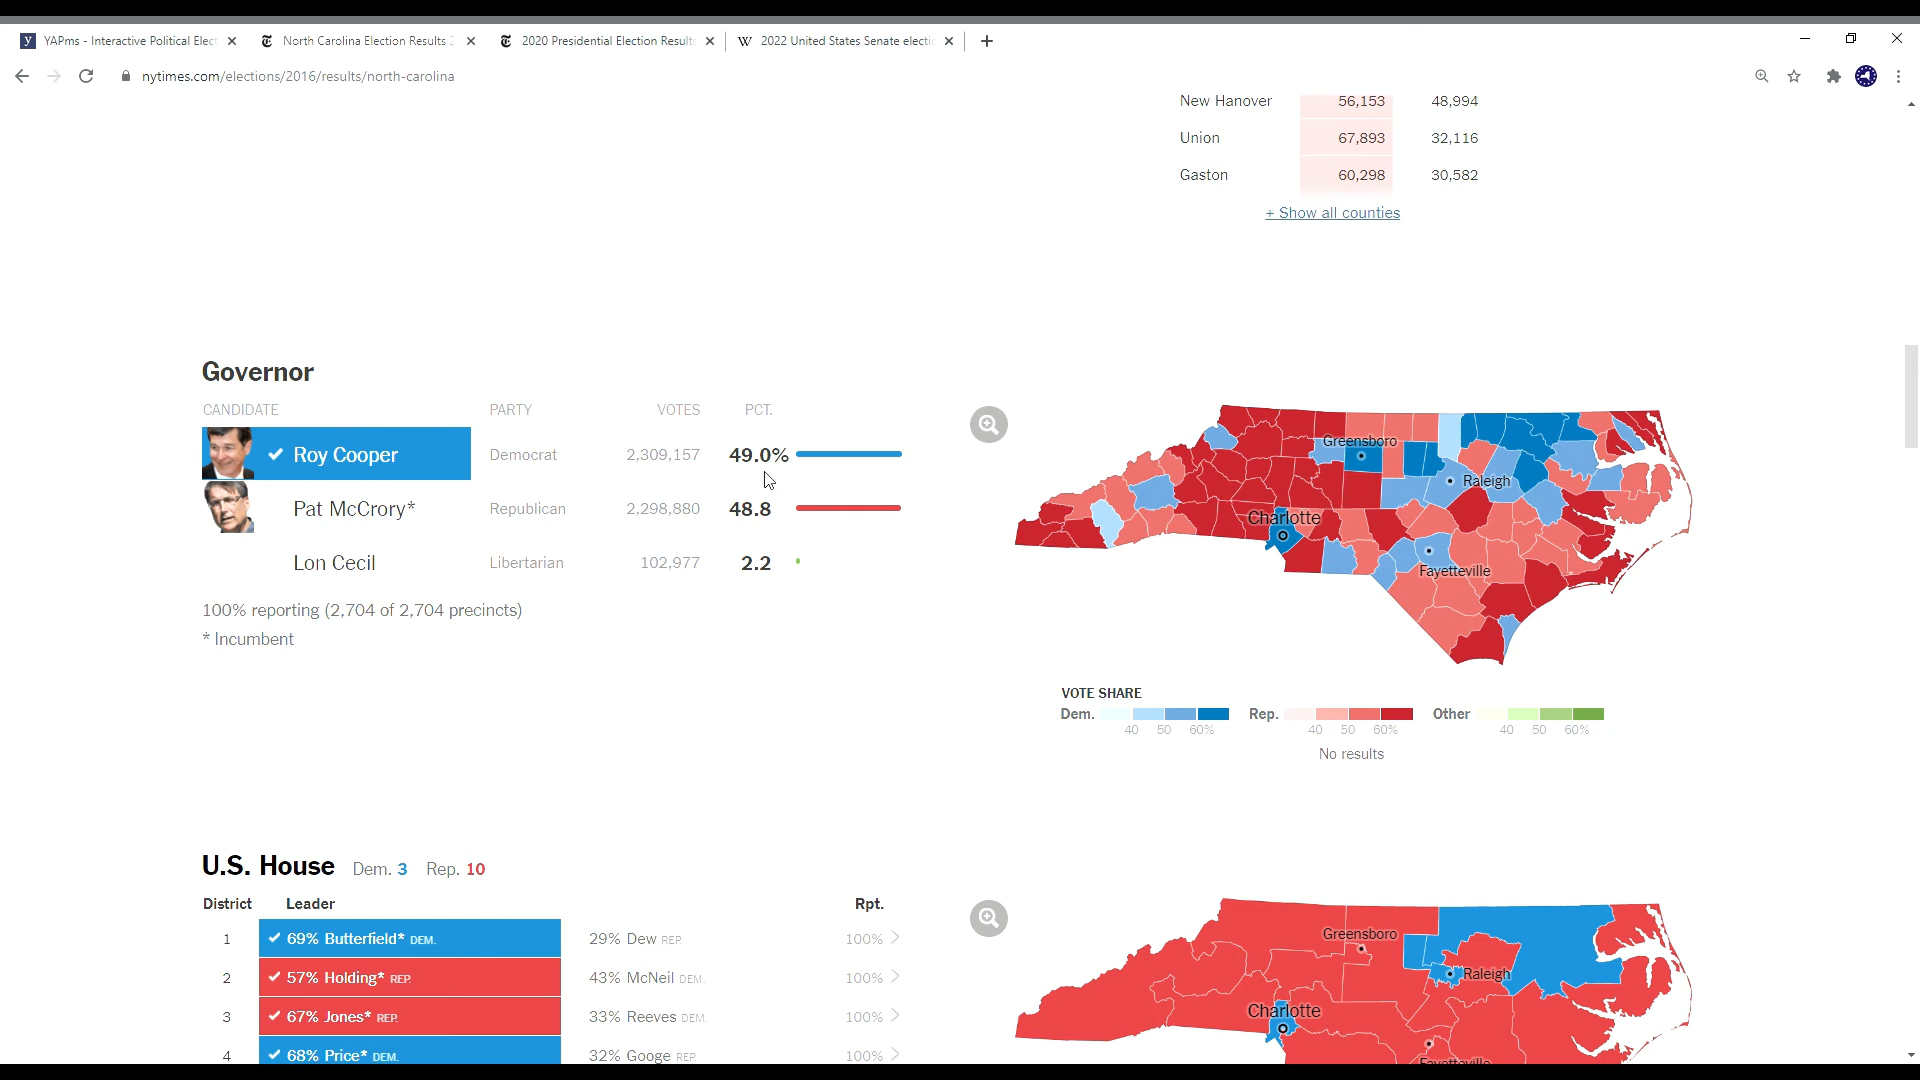 YAPms - Interactive Political Elect
North Carolina Election Results 2
2020 Presidential Election Results
W 2022 United States Senate electio
nytimes.com/elections/2016/results/north-carolina
New Hanover 56,153 48,994
Union 67,893 32,116
Gaston 60,298 30,582
+ Show all counties
Governor
CANDIDATE PARTY VOTES PCT.
Roy Cooper Democrat 2,309,157 49.0%
Pat McCrory* Republican 2,298,880 48.8
Lon Cecil Libertarian 102,977 2.2
100% reporting (2,704 of 2,704 precincts)
* Incumbent
Greensboro
Raleigh
Charlotte
Fayetteville
VOTE SHARE
Dem. Rep. Other
40 50 60% 40 50 60% 40 50 60%
No results
U.S. House Dem. 3 Rep. 10
District Leader Rpt.
1 69% Butterfield* DEM. 29% Dew REP. 100%
2 57% Holding* REP. 43% McNeil DEM. 100%
3 67% Jones* REP. 33% Reeves DEM. 100%
4 68% Price* DEM. 32% Googe REP. 100%
Greensboro
Raleigh
Charlotte
Fayetteville